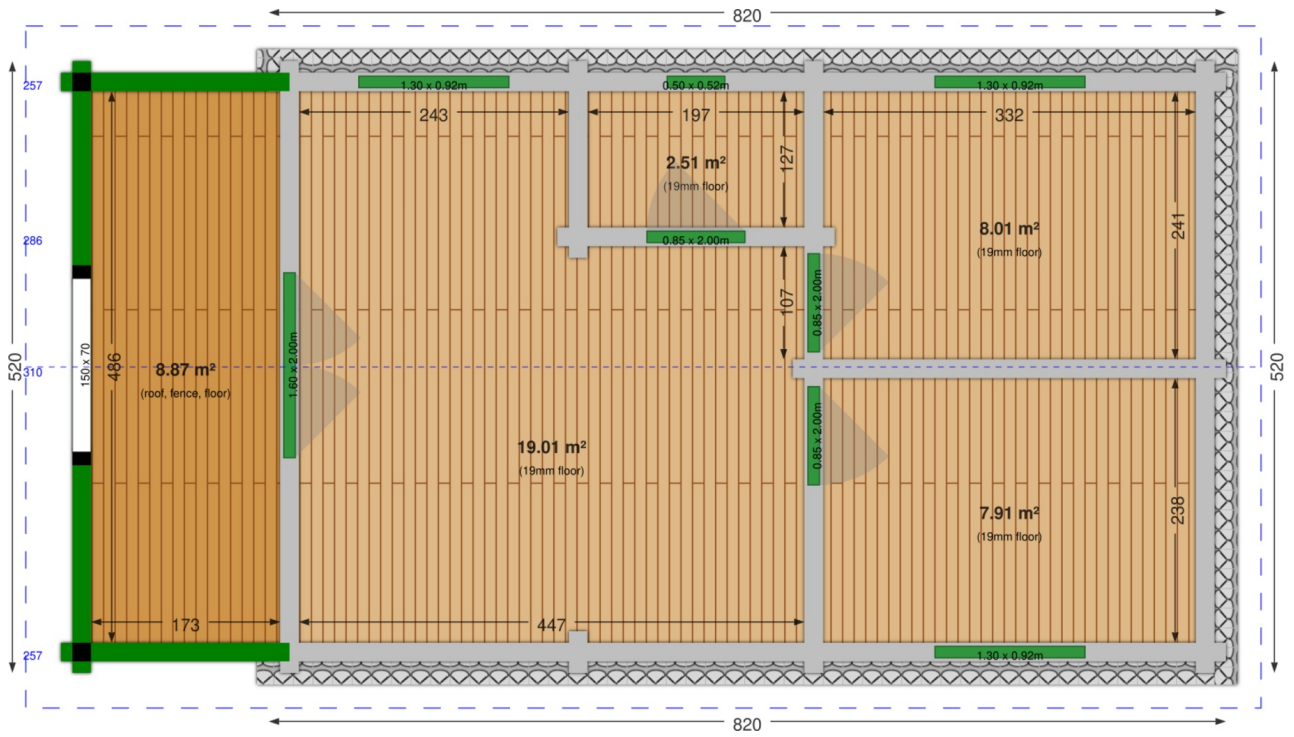 820
257
1.30 x 0.92m
0.50 x 0.52m
1.30 x 0.92m
243
197
332
127
2.51 m²
(19mm floor)
241
8.01 m²
(19mm floor)
286
0.85 x 2.00m
107
0.85 x 2.00m
520
310
150 x 70
486
8.87 m²
(roof, fence, floor)
1.60 x 2.00m
520
0.85 x 2.00m
19.01 m²
(19mm floor)
7.91 m²
(19mm floor)
238
173
447
257
1.30 x 0.92m
820